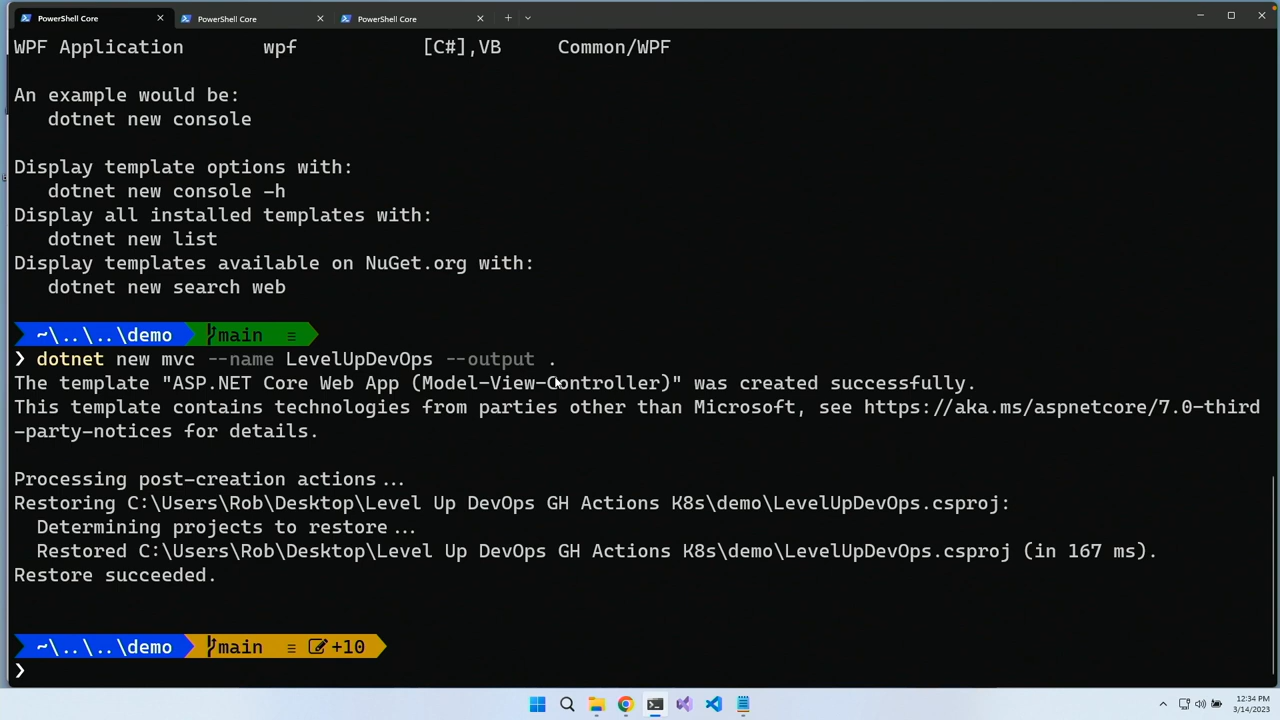 PowerShell Core
PowerShell Core
PowerShell Core
WPF Application wpf [C#],VB Common/WPF
An example would be:
dotnet new console
Display template options with:
dotnet new console -h
Display all installed templates with:
dotnet new list
Display templates available on NuGet.org with:
dotnet new search web
~\..\..\demo main ≡
❯ dotnet new mvc --name LevelUpDevOps --output .
The template "ASP.NET Core Web App (Model-View-Controller)" was created successfully.
This template contains technologies from parties other than Microsoft, see https://aka.ms/aspnetcore/7.0-third
-party-notices for details.
Processing post-creation actions...
Restoring C:\Users\Rob\Desktop\Level Up DevOps GH Actions K8s\demo\LevelUpDevOps.csproj:
Determining projects to restore...
Restored C:\Users\Rob\Desktop\Level Up DevOps GH Actions K8s\demo\LevelUpDevOps.csproj (in 167 ms).
Restore succeeded.
~\..\..\demo main ≡ +10
❯
12:34 PM
3/14/2023